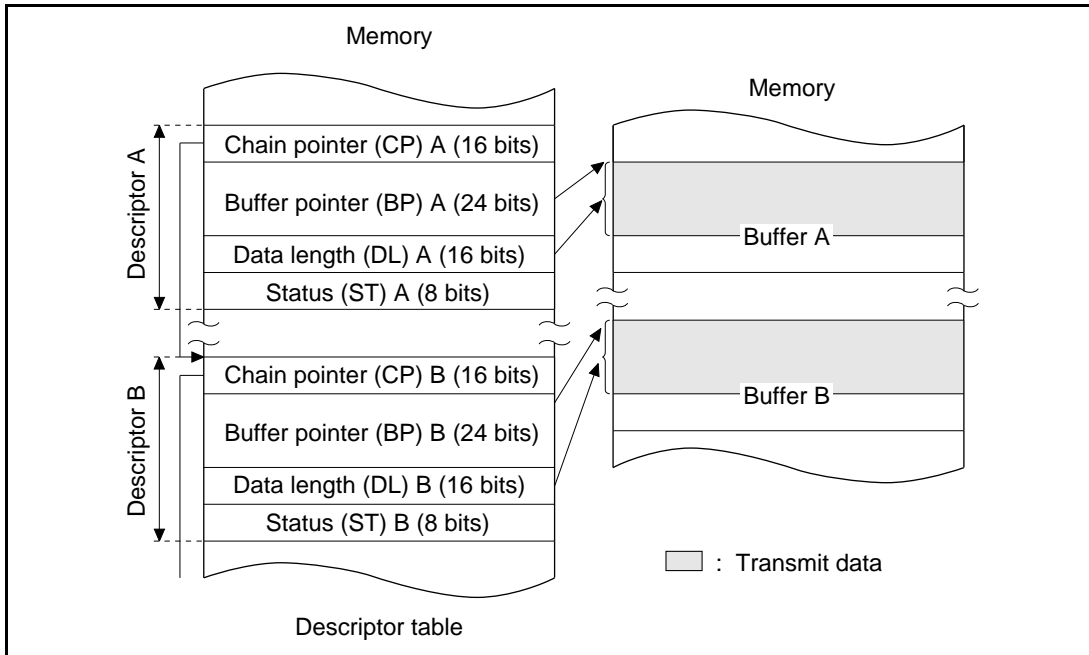 Memory
Descriptor A
Chain pointer (CP) A (16 bits)
Buffer pointer (BP) A (24 bits)
Data length (DL) A (16 bits)
Status (ST) A (8 bits)
Descriptor B
Chain pointer (CP) B (16 bits)
Buffer pointer (BP) B (24 bits)
Data length (DL) B (16 bits)
Status (ST) B (8 bits)
Descriptor table
Memory
Buffer A
Buffer B
: Transmit data